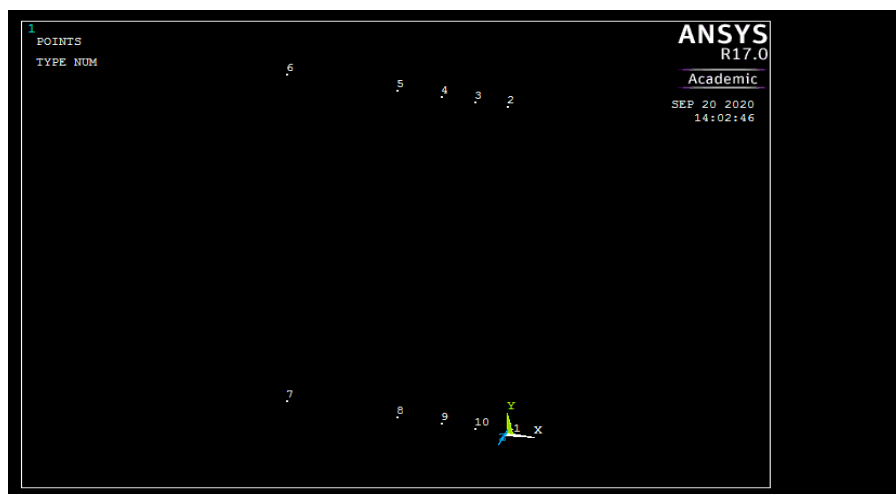 1
POINTS
TYPE NUM
ANSYS
R17.0
Academic
SEP 20 2020
14:02:46
6
5
4
3
2
7
8
9
10
1
Y
X
Z